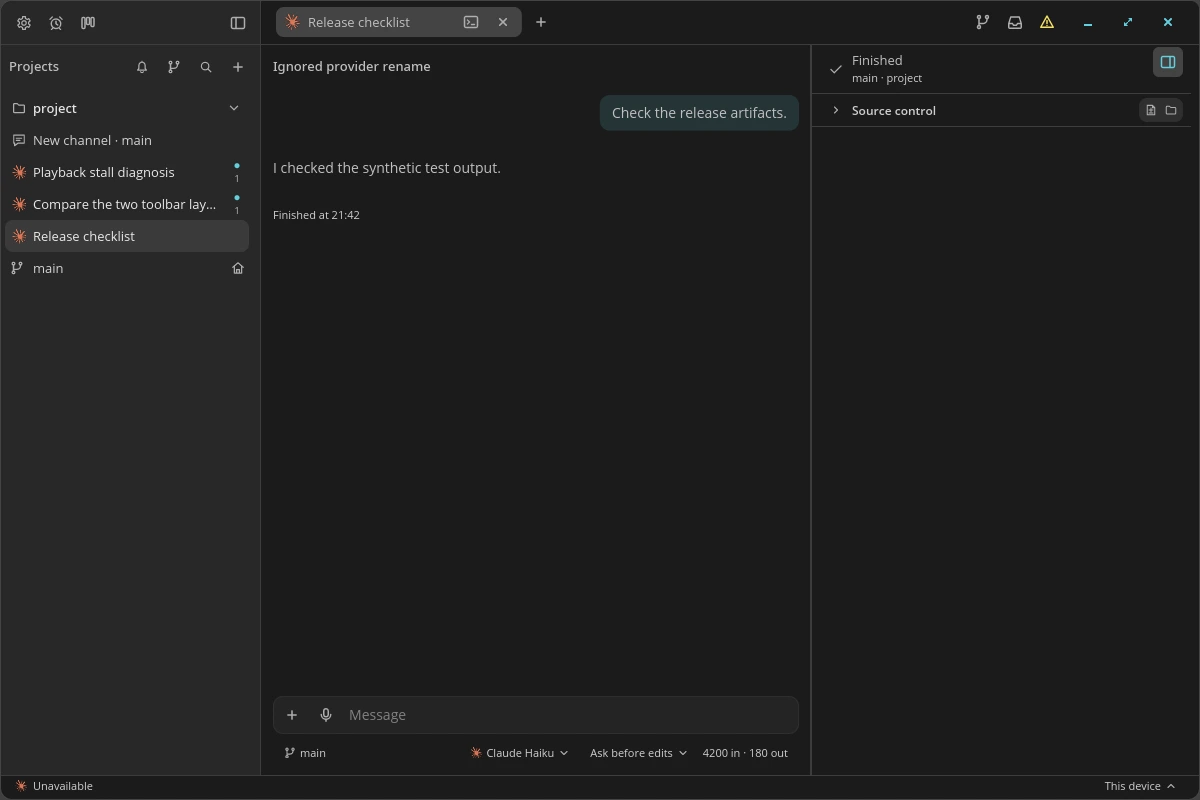 Release checklist
Projects
project
New channel · main
Playback stall diagnosis
1
Compare the two toolbar lay...
1
Release checklist
main
Ignored provider rename
Check the release artifacts.
I checked the synthetic test output.
Finished at 21:42
Message
main
Claude Haiku
Ask before edits
4200 in · 180 out
Finished
main · project
Source control
Unavailable
This device